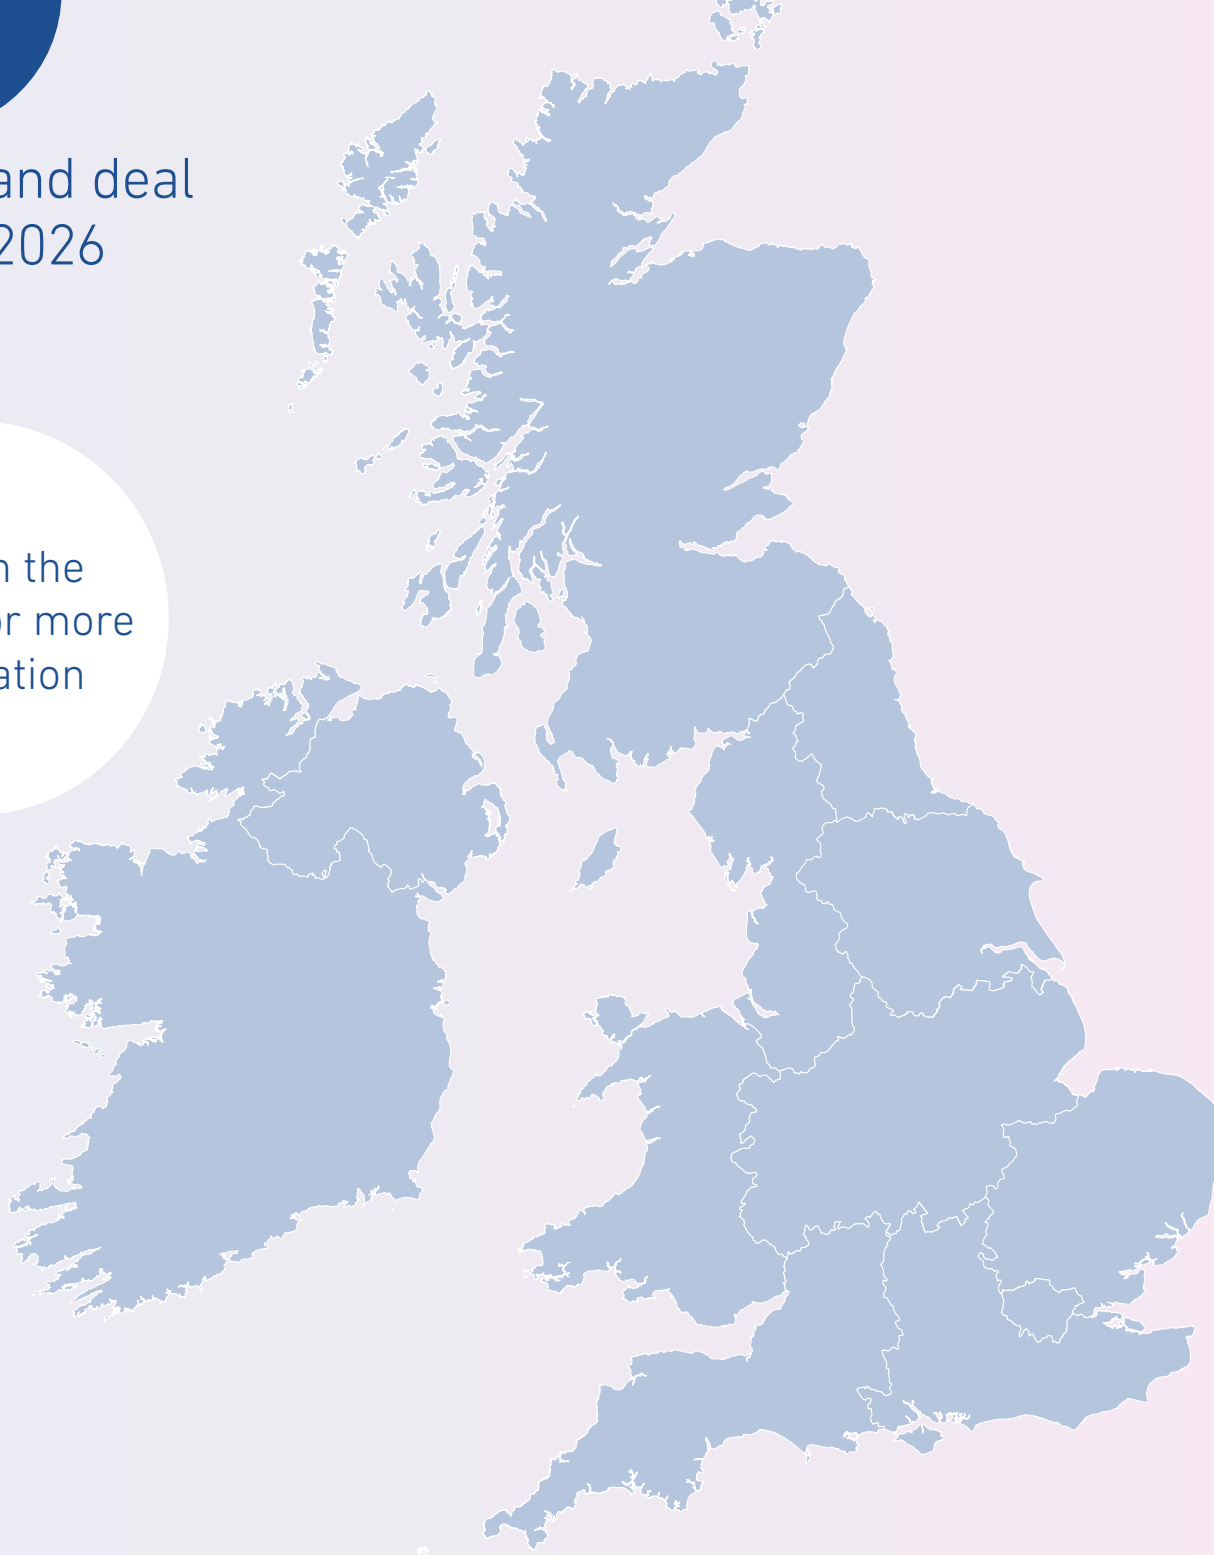 and deal
2026
n the
or more
ation